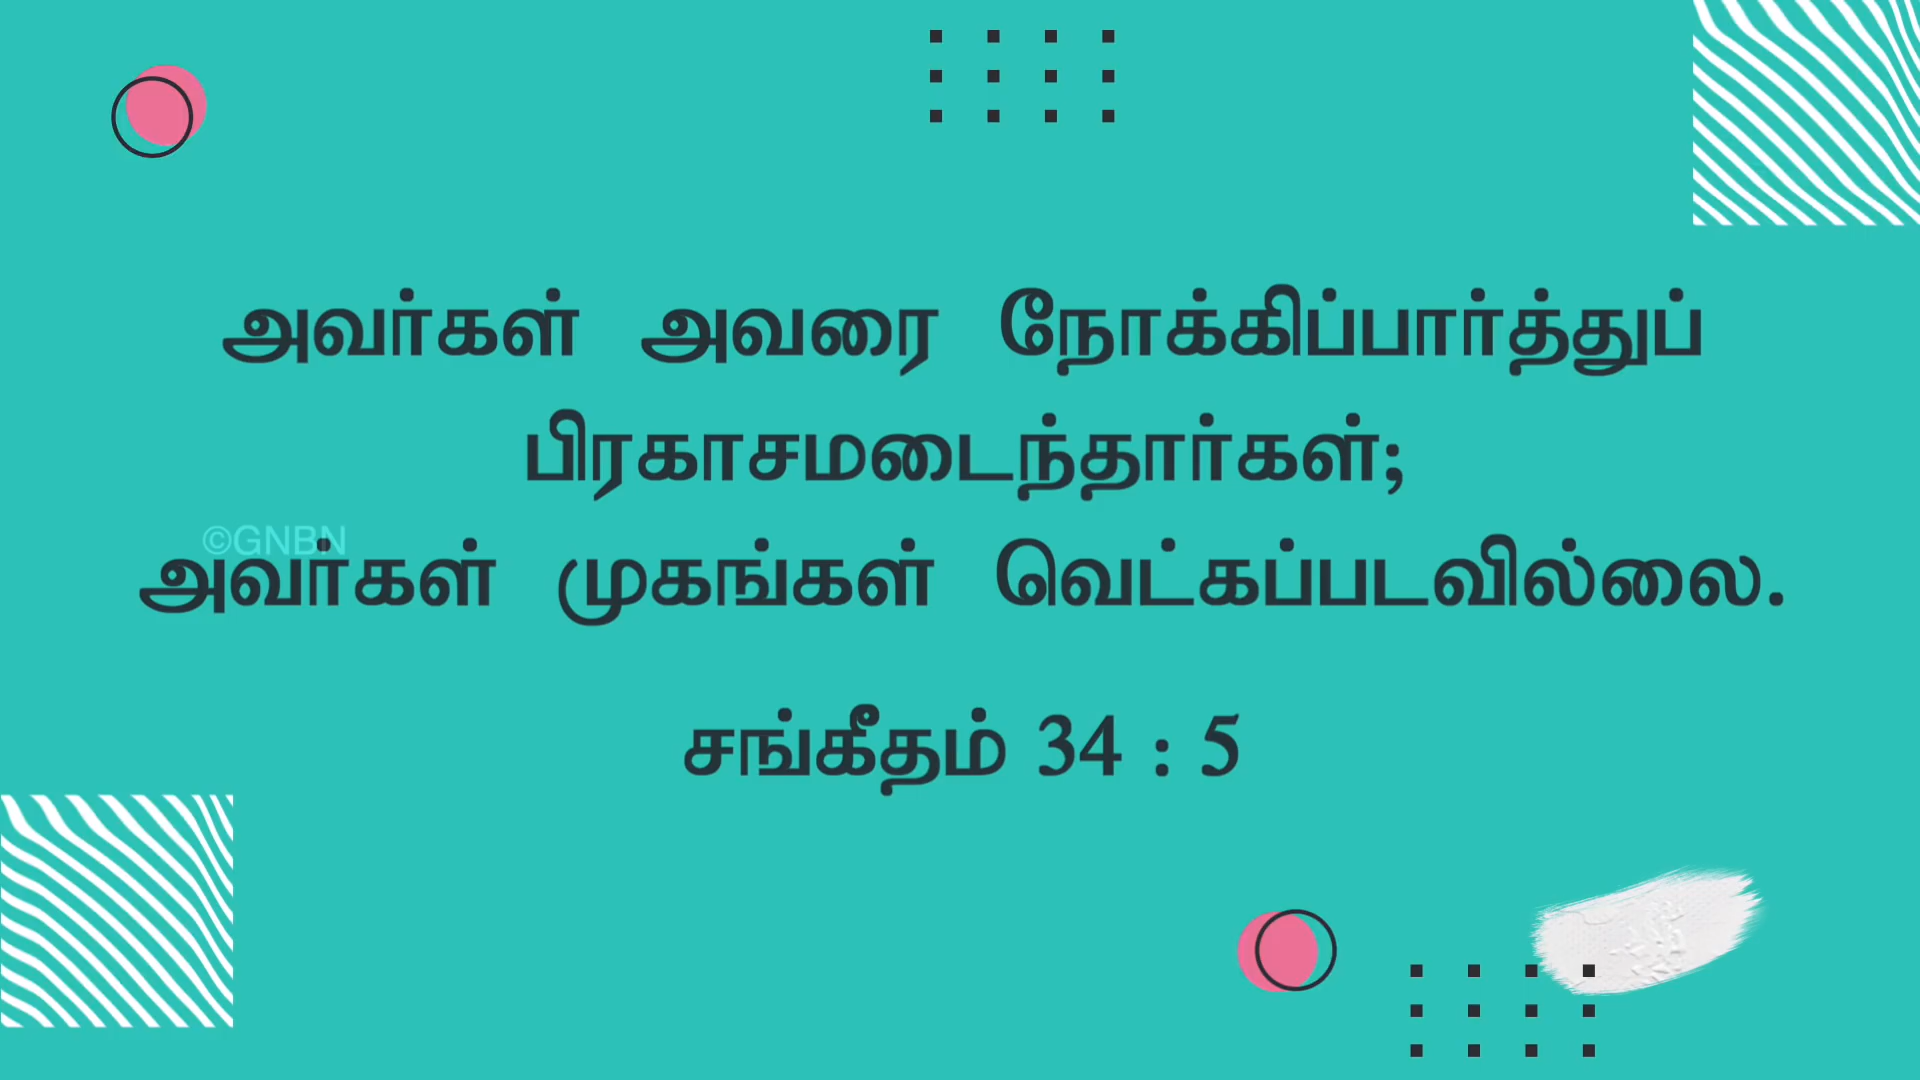 அவர்கள் அவரை நோக்கிப்பார்த்துப்
பிரகாசமடைந்தார்கள்;
©GNBN
அவர்கள் முகங்கள் வெட்கப்படவில்லை.
சங்கீதம் 34 : 5